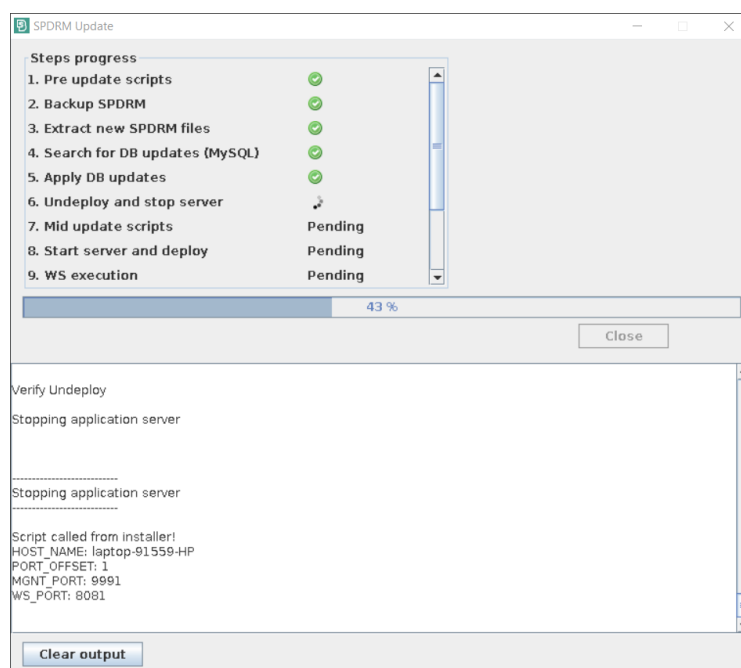 SPDRM Update
Steps progress
1. Pre update scripts
2. Backup SPDRM
3. Extract new SPDRM files
4. Search for DB updates (MySQL)
5. Apply DB updates
6. Undeploy and stop server
7. Mid update scripts Pending
8. Start server and deploy Pending
9. WS execution Pending
43 %
Close
Verify Undeploy
Stopping application server
--------------------------
Stopping application server
--------------------------
Script called from installer!
HOST_NAME: laptop-91559-HP
PORT_OFFSET: 1
MGNT_PORT: 9991
WS_PORT: 8081
Clear output